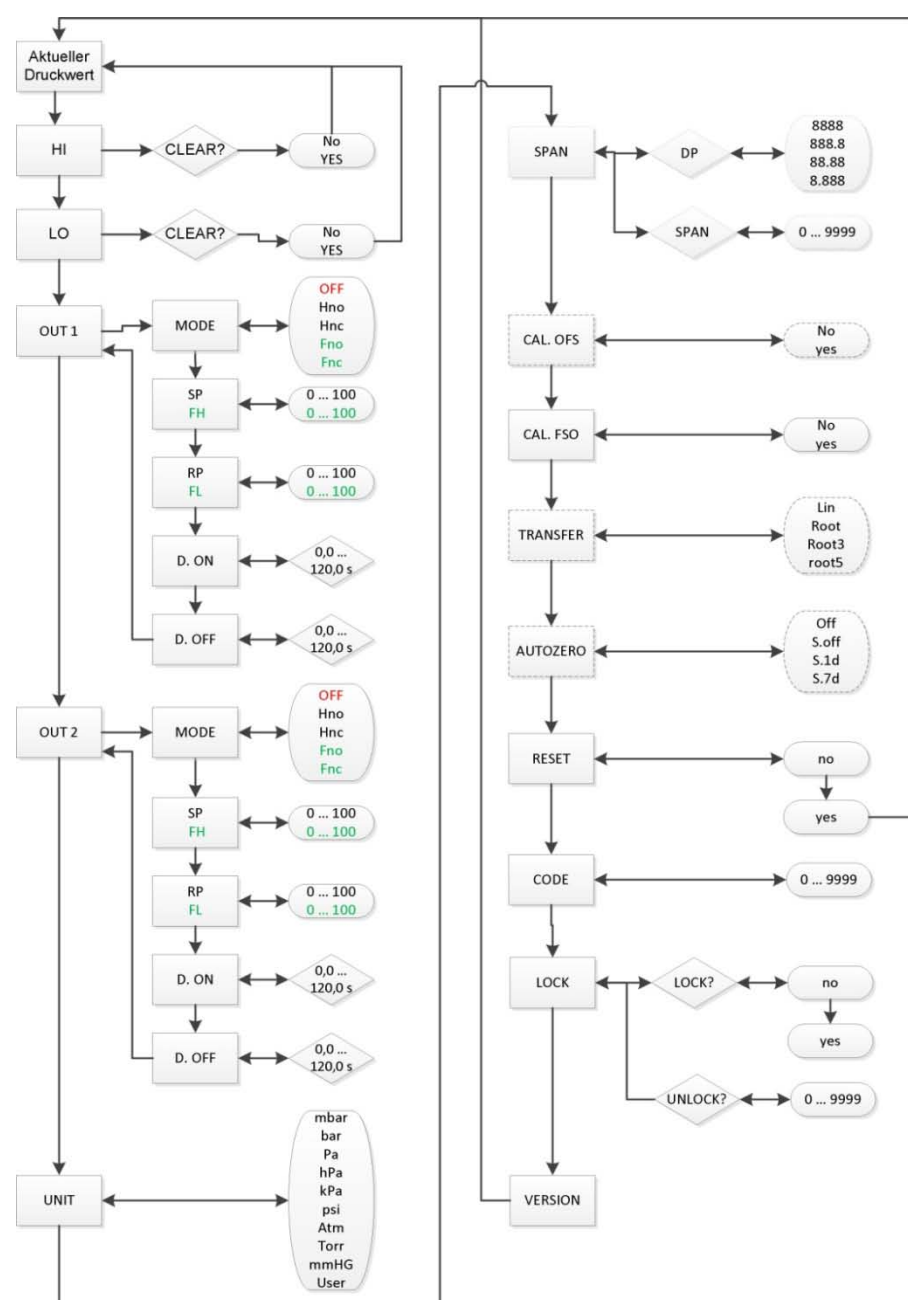 Aktueller
Druckwert
HI
CLEAR?
No
YES
LO
CLEAR?
No
YES
OUT 1
MODE
OFF
Hno
Hnc
Fno
Fnc
SP
FH
0 ... 100
0 ... 100
RP
FL
0 ... 100
0 ... 100
D. ON
0,0 ...
120,0 s
D. OFF
0,0 ...
120,0 s
OUT 2
MODE
OFF
Hno
Hnc
Fno
Fnc
SP
FH
0 ... 100
0 ... 100
RP
FL
0 ... 100
0 ... 100
D. ON
0,0 ...
120,0 s
D. OFF
0,0 ...
120,0 s
UNIT
mbar
bar
Pa
hPa
kPa
psi
Atm
Torr
mmHG
User
SPAN
DP
8888
888.8
88.88
8.888
SPAN
0 ... 9999
CAL. OFS
No
yes
CAL. FSO
No
yes
TRANSFER
Lin
Root
Root3
root5
AUTOZERO
Off
S.off
S.1d
S.7d
RESET
no
yes
CODE
0 ... 9999
LOCK
LOCK?
no
yes
UNLOCK?
0 ... 9999
VERSION